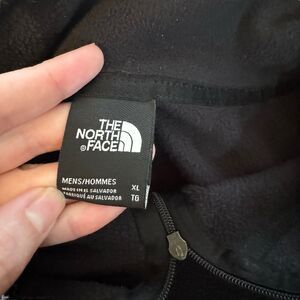 THE
NORTH
FACE
MENS/HOMMES
MADE IN EL SALVADOR
FABRIQUÉ AU SALVADOR
XL
TG